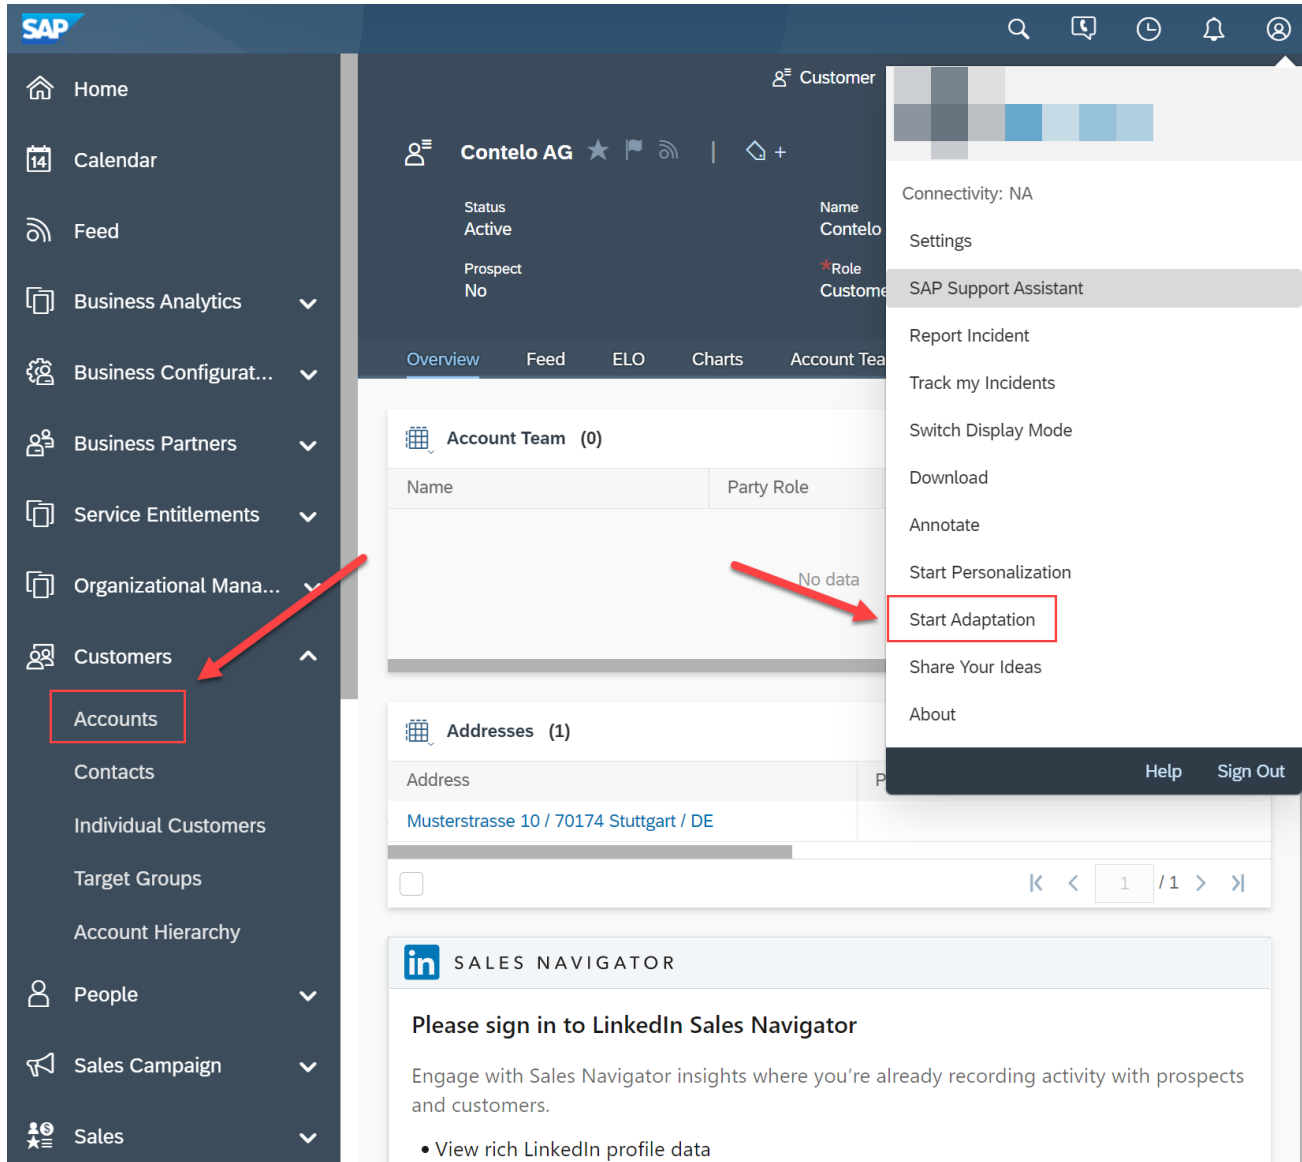 SAP
Home
14
Calendar
Feed
Business Analytics
Business Configurat...
Business Partners
Service Entitlements
Organizational Mana...
Customers
Accounts
Contacts
Individual Customers
Target Groups
Account Hierarchy
People
Sales Campaign
Sales
Customer
Contelo AG
Status
Active
Name
Contelo
Prospect
No
*Role
Custome
Overview Feed ELO Charts Account Tea
Account Team (0)
Name Party Role
No data
Addresses (1)
Address P
Musterstrasse 10 / 70174 Stuttgart / DE
1 / 1
in SALES NAVIGATOR
Please sign in to LinkedIn Sales Navigator
Engage with Sales Navigator insights where you're already recording activity with prospects
and customers.
• View rich LinkedIn profile data
Connectivity: NA
Settings
SAP Support Assistant
Report Incident
Track my Incidents
Switch Display Mode
Download
Annotate
Start Personalization
Start Adaptation
Share Your Ideas
About
Help Sign Out